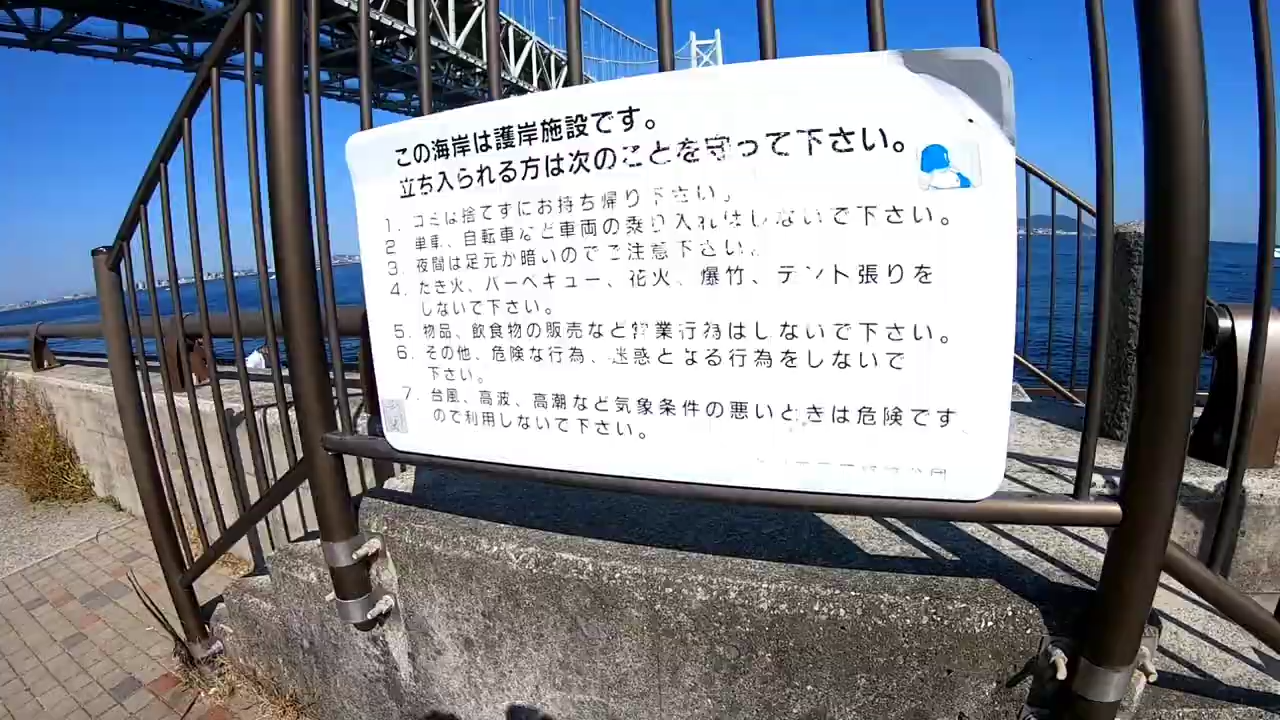 この海岸は護岸施設です。
立ち入られる方は次のことを守って下さい。
1. ゴミは捨てずにお持ち帰り下さい。
2. 単車、自転車など車両の乗り入れはしないで下さい。
3. 夜間は足元が暗いのでご注意下さい。
4. たき火、バーベキュー、花火、爆竹、テント張りを
しないで下さい。
5. 物品、飲食物の販売など営業行為はしないで下さい。
6. その他、危険な行為、迷惑となる行為をしないで
下さい。
7. 台風、高波、高潮など気象条件の悪いときは危険です
ので利用しないで下さい。